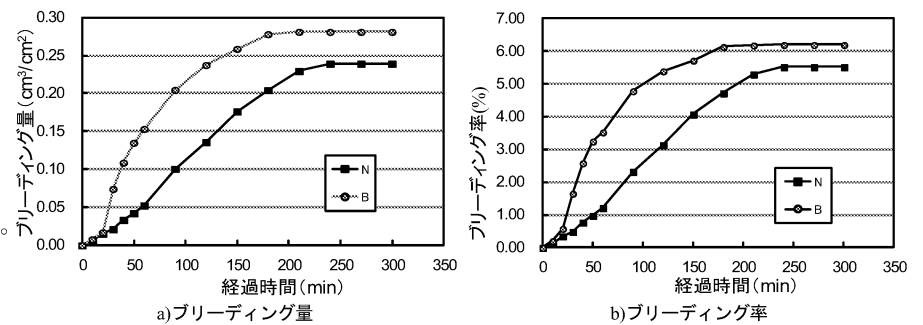 0.30
0.25
0.20
0.15
0.10
0.05
0.00
ブリーディング量(cm³/cm²)
。
N
B
0 50 100 150 200 250 300 350
経過時間(min)
a)ブリーディング量
7.00
6.00
5.00
4.00
3.00
2.00
1.00
0.00
ブリーディング率(%)
N
B
0 50 100 150 200 250 300 350
経過時間(min)
b)ブリーディング率